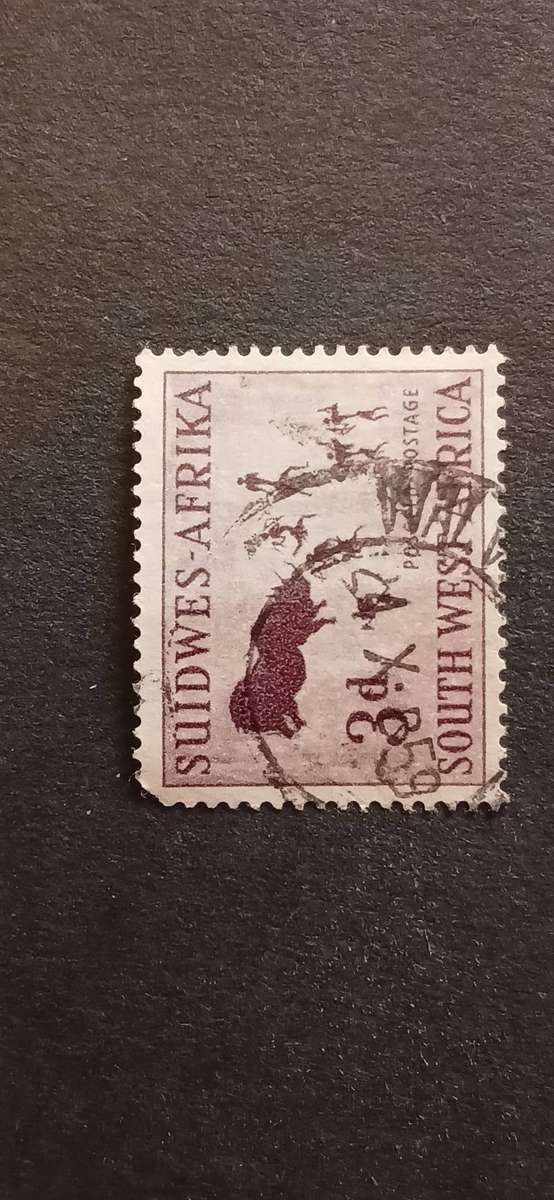 SUIDWES-AFRIKA
POSTAGE
3d
SOUTH WEST AFRICA